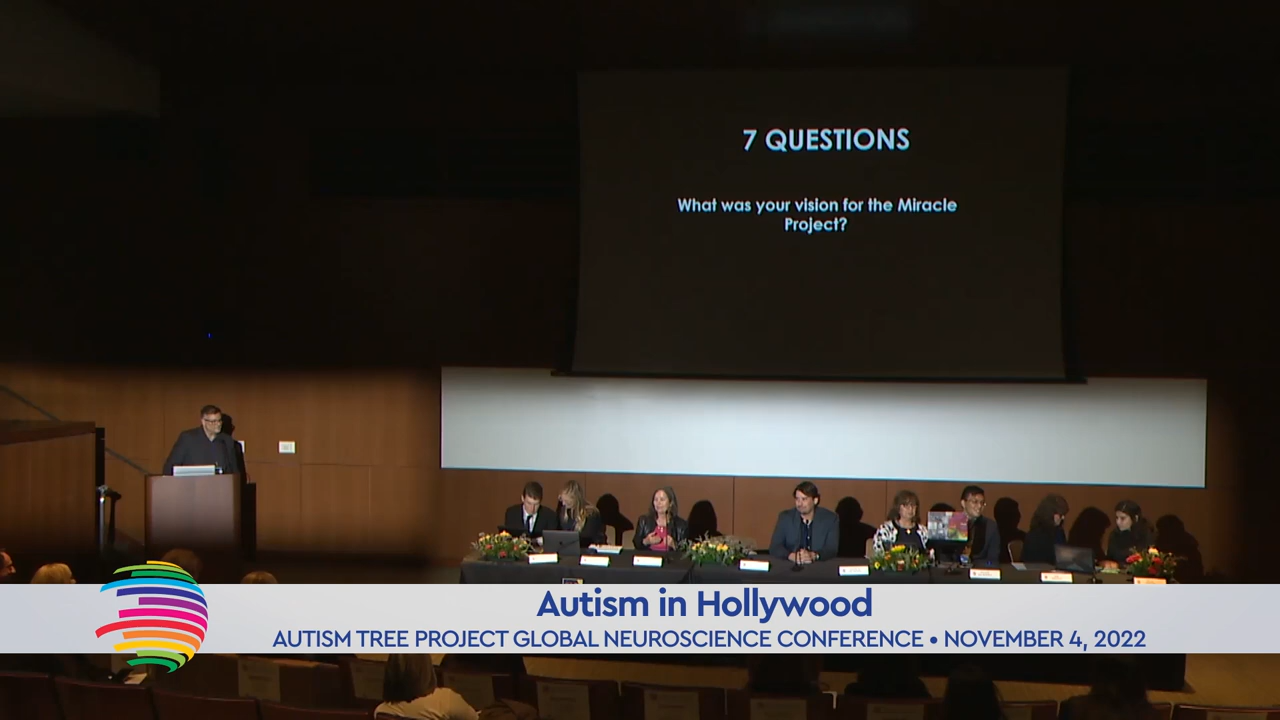 7 QUESTIONS
What was your vision for the Miracle
Project?
Autism in Hollywood
AUTISM TREE PROJECT GLOBAL NEUROSCIENCE CONFERENCE • NOVEMBER 4, 2022